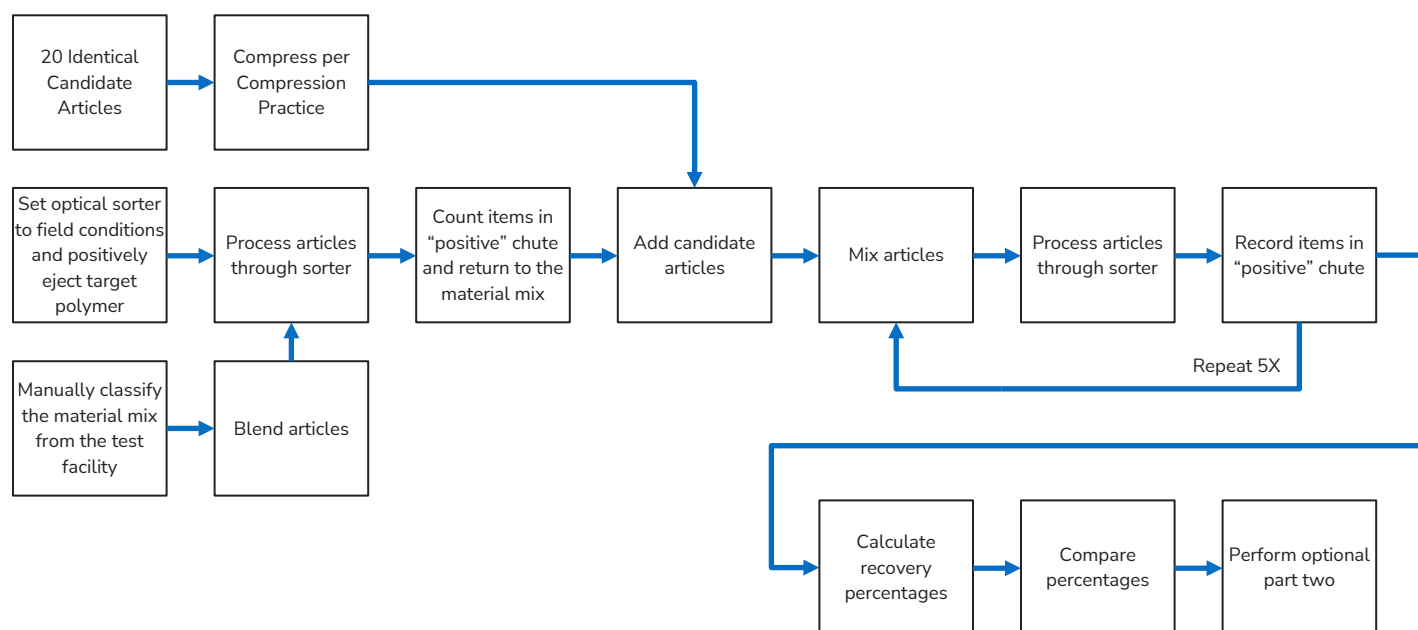 20 Identical
Candidate
Articles
Compress per
Compression
Practice
Set optical sorter
to field conditions
and positively
eject target
polymer
Process articles
through sorter
Count items in
“positive” chute
and return to the
material mix
Add candidate
articles
Mix articles
Process articles
through sorter
Record items in
“positive” chute
Repeat 5X
Manually classify
the material mix
from the test
facility
Blend articles
Calculate
recovery
percentages
Compare
percentages
Perform optional
part two